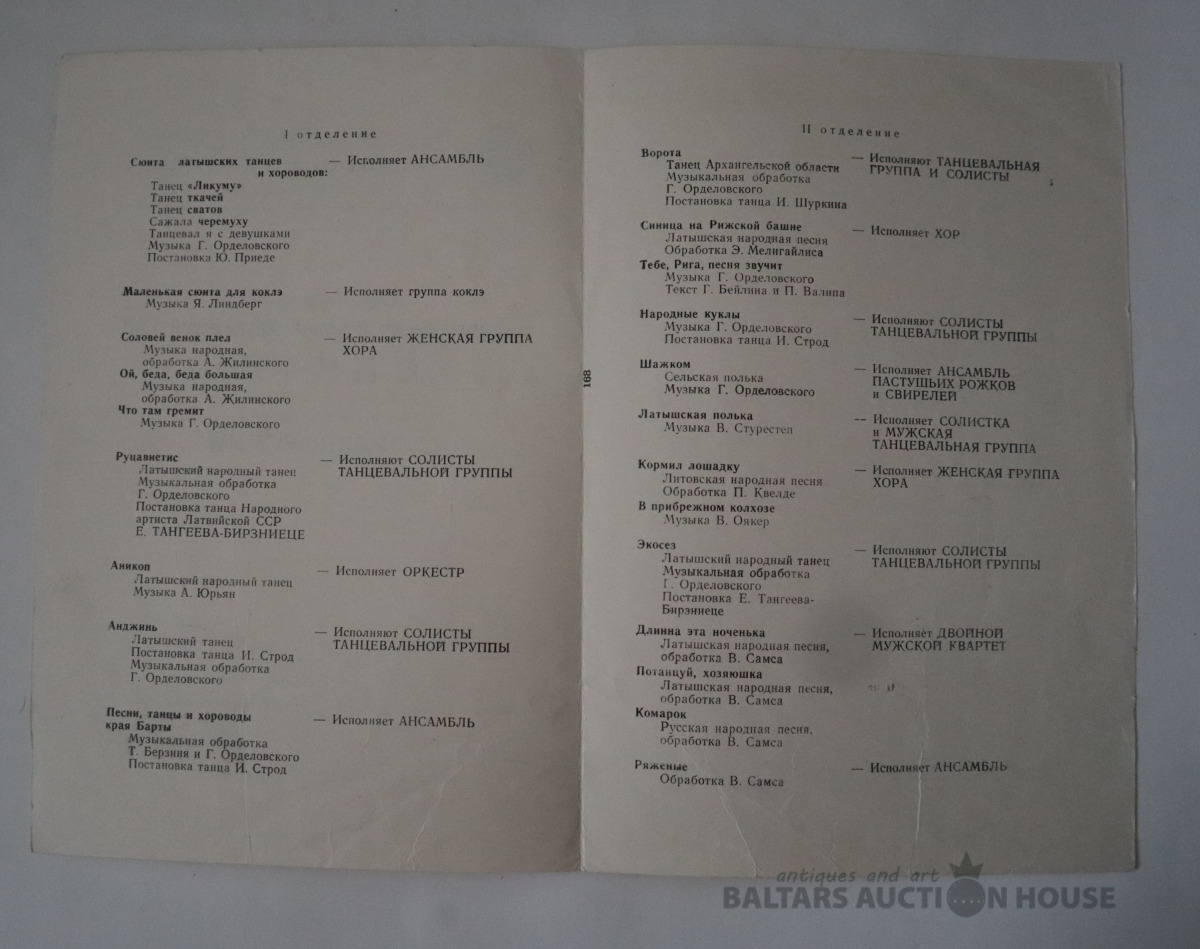 I отделение
Сюита латышских танцев
и хороводов:
— Исполняет АНСАМБЛЬ
Танец «Ликуму»
Танец ткачей
Танец сватов
Сажала черемуху
Танцевал я с девушками
Музыка Г. Орделовского
Постановка Ю. Приеде
Маленькая сюита для коклэ
— Исполняет группа коклэ
Музыка Я. Линдберг
Соловей венок плел
— Исполняет ЖЕНСКАЯ ГРУППА
ХОРА
Музыка народная,
обработка А. Жилинского
Ой, беда, беда большая
Музыка народная,
обработка А. Жилинского
Что там гремит
Музыка Г. Орделовского
Руцавиетис
— Исполняют СОЛИСТЫ
ТАНЦЕВАЛЬНОЙ ГРУППЫ
Латышский народный танец
Музыкальная обработка
Г. Орделовского
Постановка танца Народного
артиста Латвийской ССР
Е. ТАНГЕЕВА-БИРЗНИЕЦЕ
Аникоп
— Исполняет ОРКЕСТР
Латышский народный танец
Музыка А. Юрьян
Анджинь
— Исполняют СОЛИСТЫ
ТАНЦЕВАЛЬНОЙ ГРУППЫ
Латышский танец
Постановка танца И. Строд
Музыкальная обработка
Г. Орделовского
Песни, танцы и хороводы
края Барты
— Исполняет АНСАМБЛЬ
Музыкальная обработка
Т. Берзиня и Г. Орделовского
Постановка танца И. Строд
168
II отделение
Ворота
— Исполняют ТАНЦЕВАЛЬНАЯ
ГРУППА И СОЛИСТЫ
Танец Архангельской области
Музыкальная обработка
Г. Орделовского
Постановка танца И. Шуркина
Синица на Рижской башне
— Исполняет ХОР
Латышская народная песня
Обработка Э. Мелнгайлиса
Тебе, Рига, песня звучит
Музыка Г. Орделовского
Текст Г. Бейлина и П. Валипа
Народные куклы
— Исполняют СОЛИСТЫ
ТАНЦЕВАЛЬНОЙ ГРУППЫ
Музыка Г. Орделовского
Постановка танца И. Строд
Шажком
— Исполняет АНСАМБЛЬ
ПАСТУШЬИХ РОЖКОВ
и СВИРЕЛЕЙ
Сельская полька
Музыка Г. Орделовского
Латышская полька
— Исполняет СОЛИСТКА
и МУЖСКАЯ
ТАНЦЕВАЛЬНАЯ ГРУППА
Музыка В. Стурестеп
Кормил лошадку
— Исполняет ЖЕНСКАЯ ГРУППА
ХОРА
Литовская народная песня
Обработка П. Квелде
В прибрежном колхозе
Музыка В. Оякер
Экосез
— Исполняют СОЛИСТЫ
ТАНЦЕВАЛЬНОЙ ГРУППЫ
Латышский народный танец
Музыкальная обработка
Г. Орделовского
Постановка Е. Тангеева-
Бирзниеце
Длинна эта ноченька
— Исполняет ДВОЙНОЙ
МУЖСКОЙ КВАРТЕТ
Латышская народная песня,
обработка В. Самса
Потанцуй, хозяюшка
Латышская народная песня,
обработка В. Самса
Комарок
Русская народная песня,
обработка В. Самса
Ряженые
— Исполняет АНСАМБЛЬ
Обработка В. Самса
antiques and art
BALTARS AUCTION HOUSE